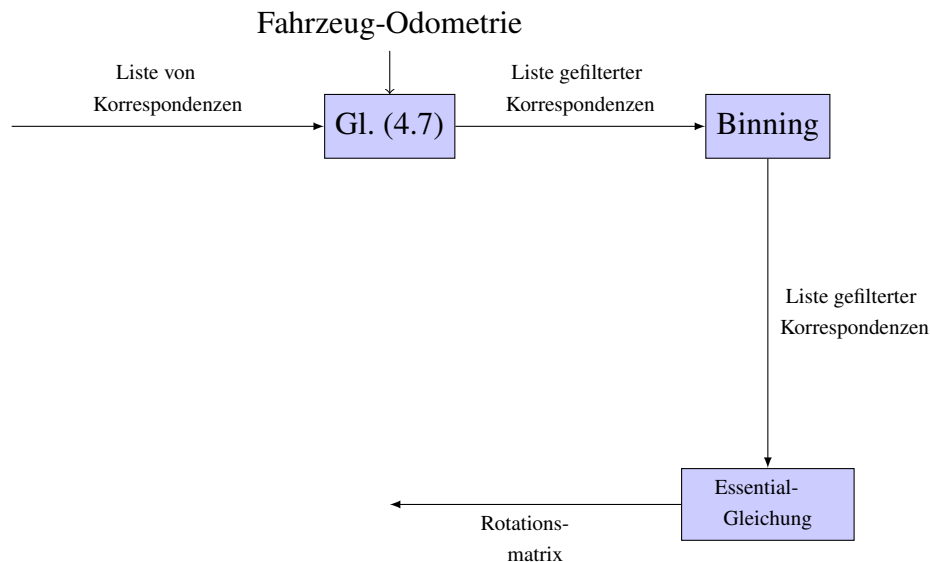 Fahrzeug-Odometrie
Liste von
Korrespondenzen
Gl. (4.7)
Liste gefilterter
Korrespondenzen
Binning
Liste gefilterter
Korrespondenzen
Essential-
Gleichung
Rotations-
matrix